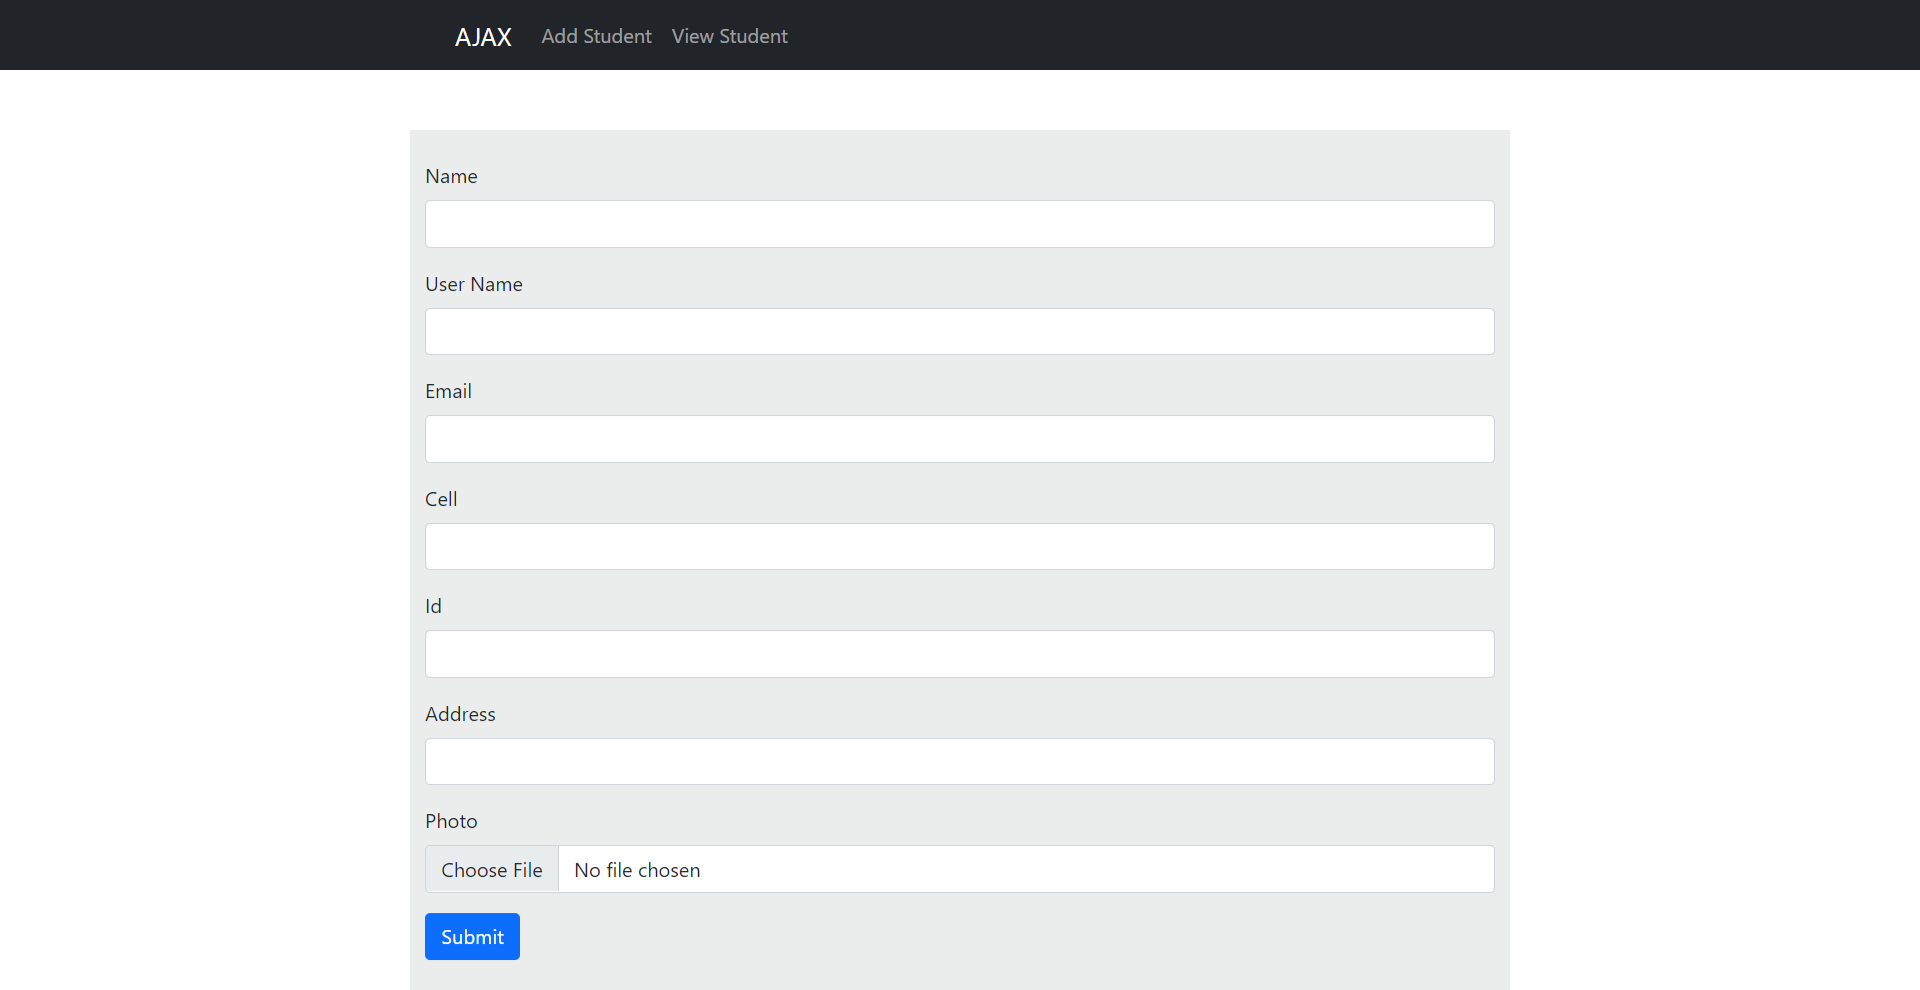 AJAX Add Student View Student
Name
User Name
Email
Cell
Id
Address
Photo
Choose File No file chosen
Submit